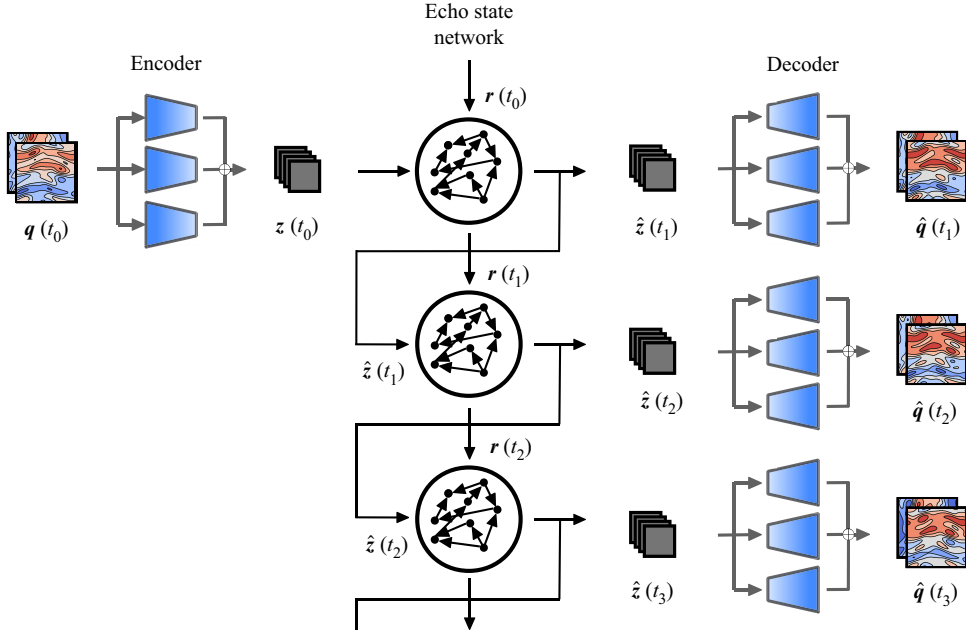 Echo state
network
Encoder
Decoder
r (t₀)
q (t₀)
z (t₀)
ẑ (t₁)
q̂ (t₁)
r (t₁)
ẑ (t₁)
ẑ (t₂)
q̂ (t₂)
r (t₂)
ẑ (t₂)
ẑ (t₃)
q̂ (t₃)